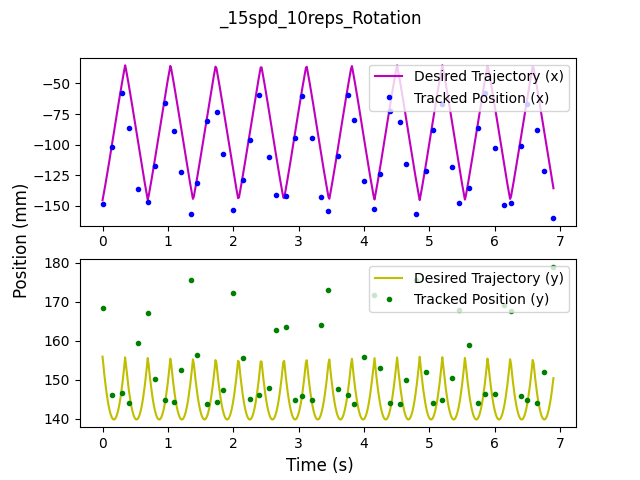 _15spd_10reps_Rotation
Desired Trajectory (x)
Tracked Position (x)
−50
−75
−100
−125
−150
0 1 2 3 4 5 6 7
Position (mm)
Desired Trajectory (y)
Tracked Position (y)
180
170
160
150
140
0 1 2 3 4 5 6 7
Time (s)